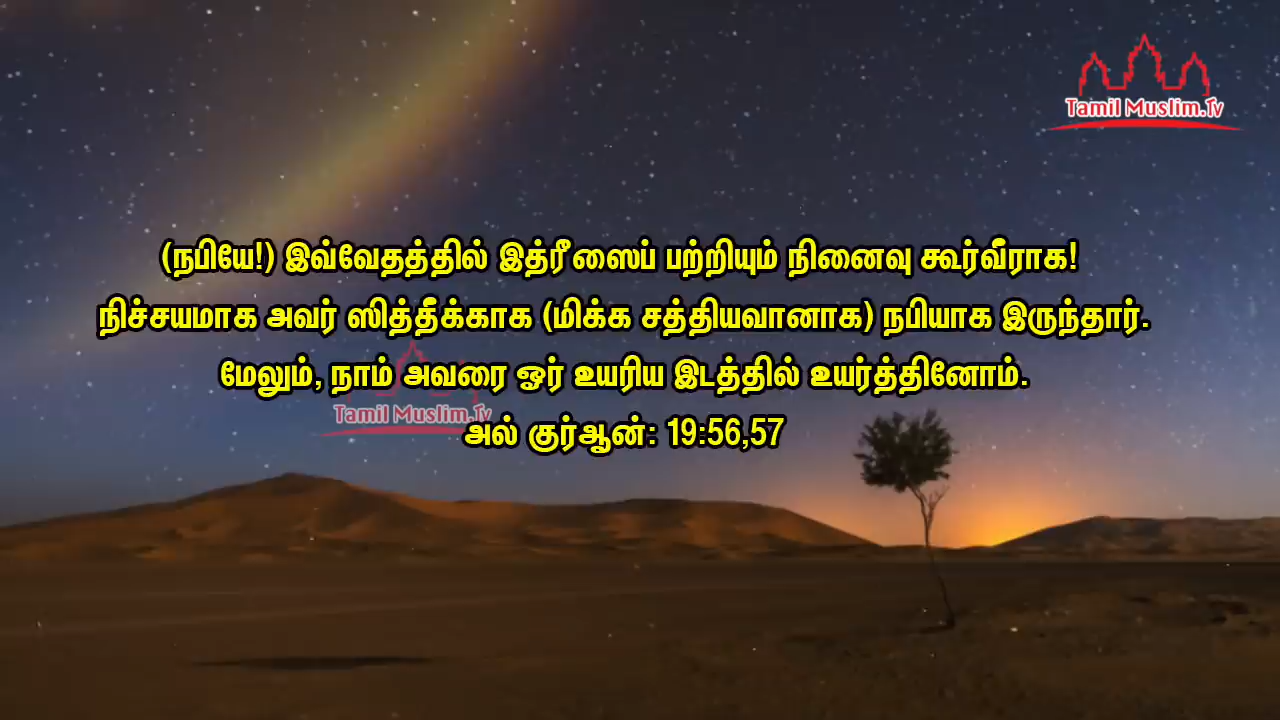 Tamil Muslim.Tv
(நபியே!) இவ்வேதத்தில் இத்ரீஸைப் பற்றியும் நினைவு கூர்வீராக!
நிச்சயமாக அவர் ஸித்தீக்காக (மிக்க சத்தியவானாக) நபியாக இருந்தார்.
மேலும், நாம் அவரை ஓர் உயரிய இடத்தில் உயர்த்தினோம்.
Tamil Muslim.Tv
அல் குர்ஆன்: 19:56,57